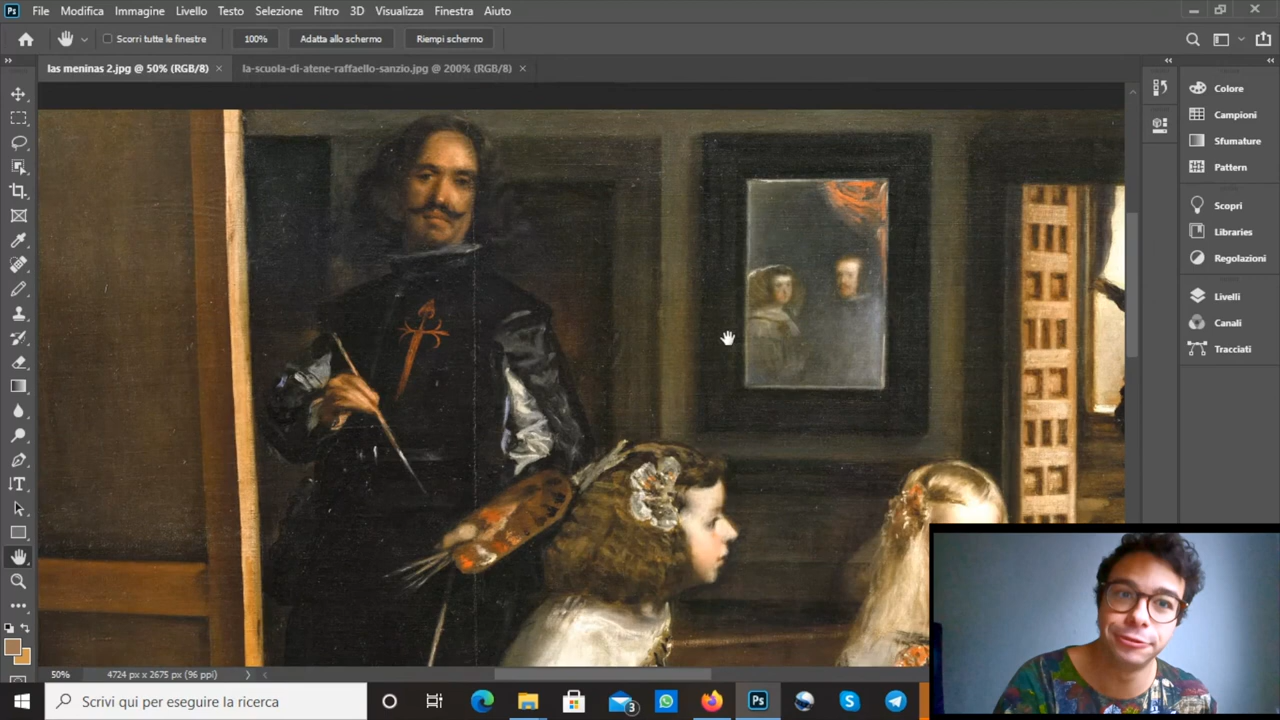 Ps File Modifica Immagine Livello Testo Selezione Filtro 3D Visualizza Finestra Aiuto
Scorri tutte le finestre 100% Adatta allo schermo Riempi schermo
las meninas 2.jpg @ 50% (RGB/8) × la-scuola-di-atene-raffaello-sanzio.jpg @ 200% (RGB/8) ×
Colore
Campioni
Sfumature
Pattern
Scopri
Libraries
Regolazioni
Livelli
Canali
Tracciati
50% 4724 px x 2675 px (96 ppi)
Scrivi qui per eseguire la ricerca 3 Ps